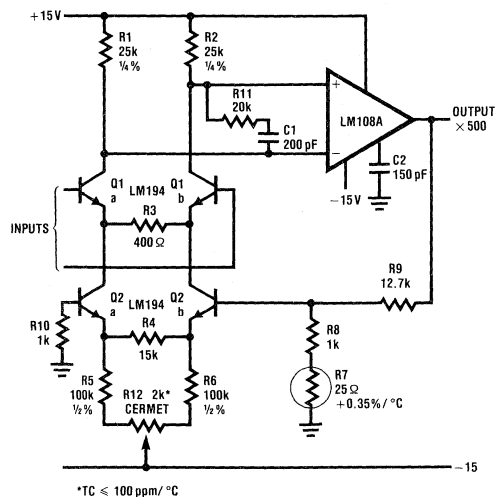 +15V
R1
25k
¼%
R2
25k
¼%
R11
20k
C1
200 pF
+
−
LM108A
OUTPUT
×500
C2
150 pF
−15V
Q1
a
LM194
Q1
b
R3
400 Ω
INPUTS
Q2
a
LM194
Q2
b
R9
12.7k
R10
1k
R4
15k
R8
1k
R5
100k
½%
R12 2k*
CERMET
R6
100k
½%
R7
25 Ω
+0.35%/°C
−15
*TC ⩽ 100 ppm/°C